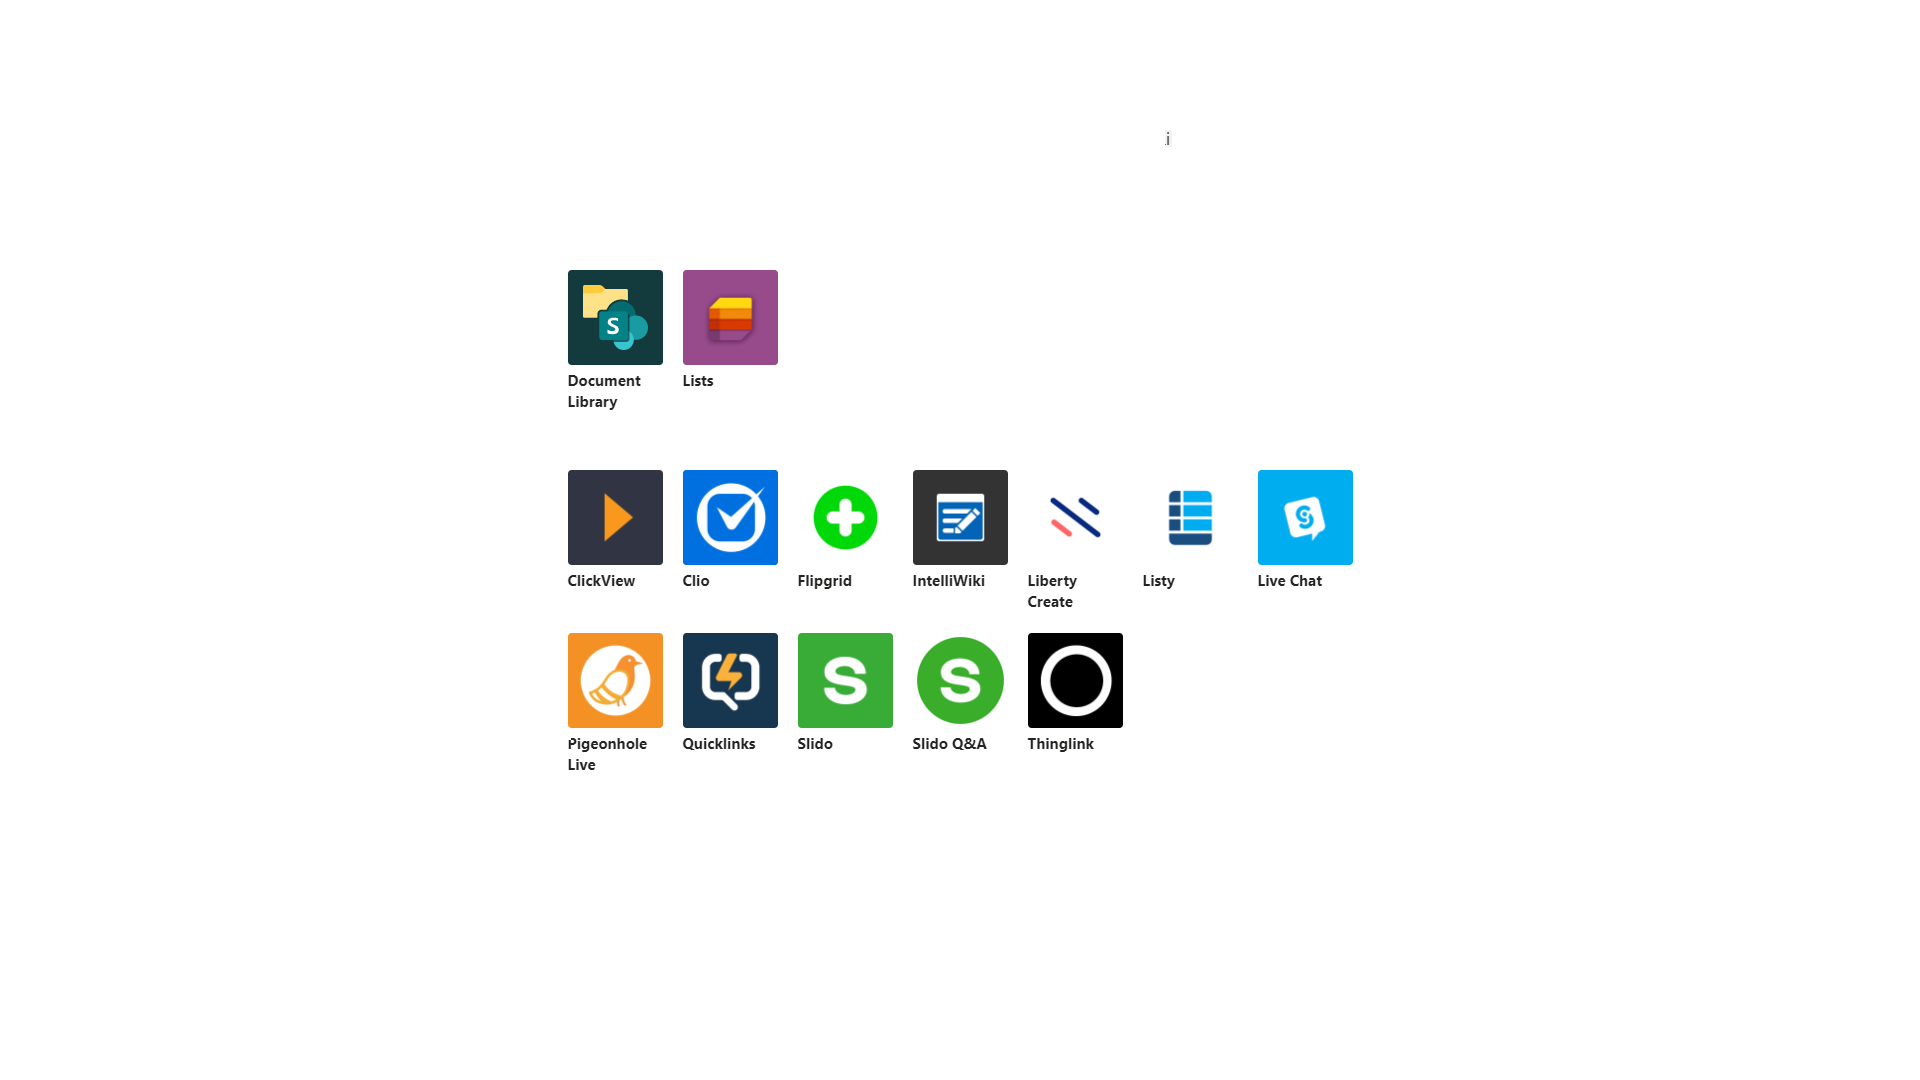 i
S
Document Lists
Library
ClickView Clio Flipgrid IntelliWiki Liberty Listy Live Chat
Create
S S
Pigeonhole Quicklinks Slido Slido Q&A Thinglink
Live